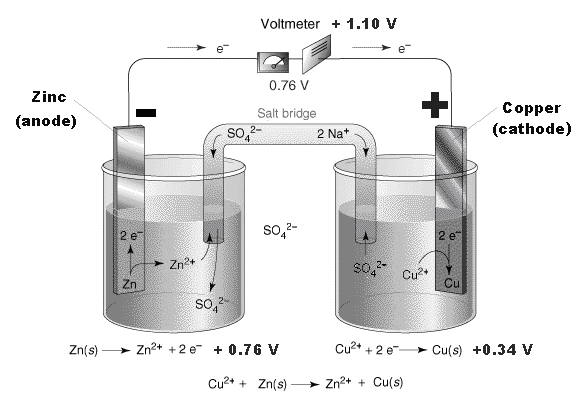 Voltmeter + 1.10 V
e⁻
e⁻
0.76 V
Zinc
(anode)
−
+
Copper
(cathode)
Salt bridge
SO₄²⁻
2 Na⁺
2 e⁻
Zn
Zn²⁺
SO₄²⁻
SO₄²⁻
SO₄²⁻
Cu²⁺
2 e⁻
Cu
Zn(s) → Zn²⁺ + 2 e⁻ + 0.76 V
Cu²⁺ + 2 e⁻ → Cu(s) +0.34 V
Cu²⁺ + Zn(s) → Zn²⁺ + Cu(s)